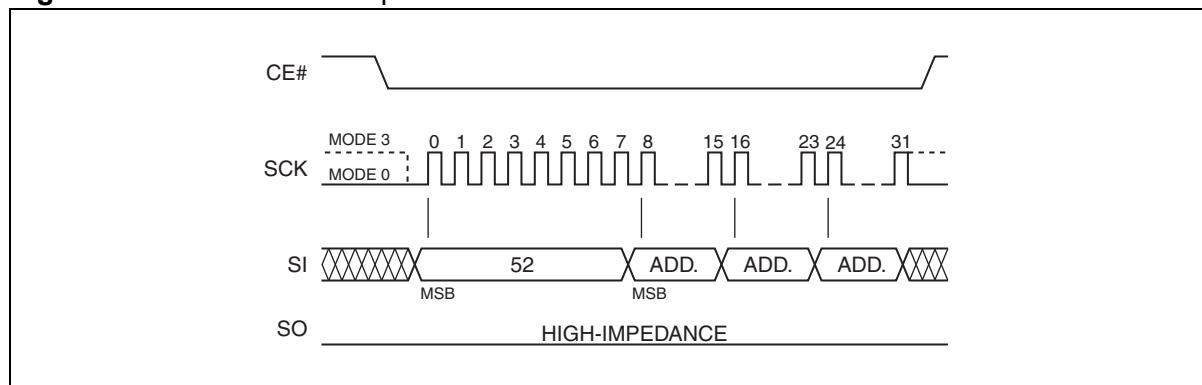 CE#
MODE 3
0 1 2 3 4 5 6 7 8 15 16 23 24 31
SCK
MODE 0
SI 52 ADD. ADD. ADD.
MSB MSB
SO HIGH-IMPEDANCE